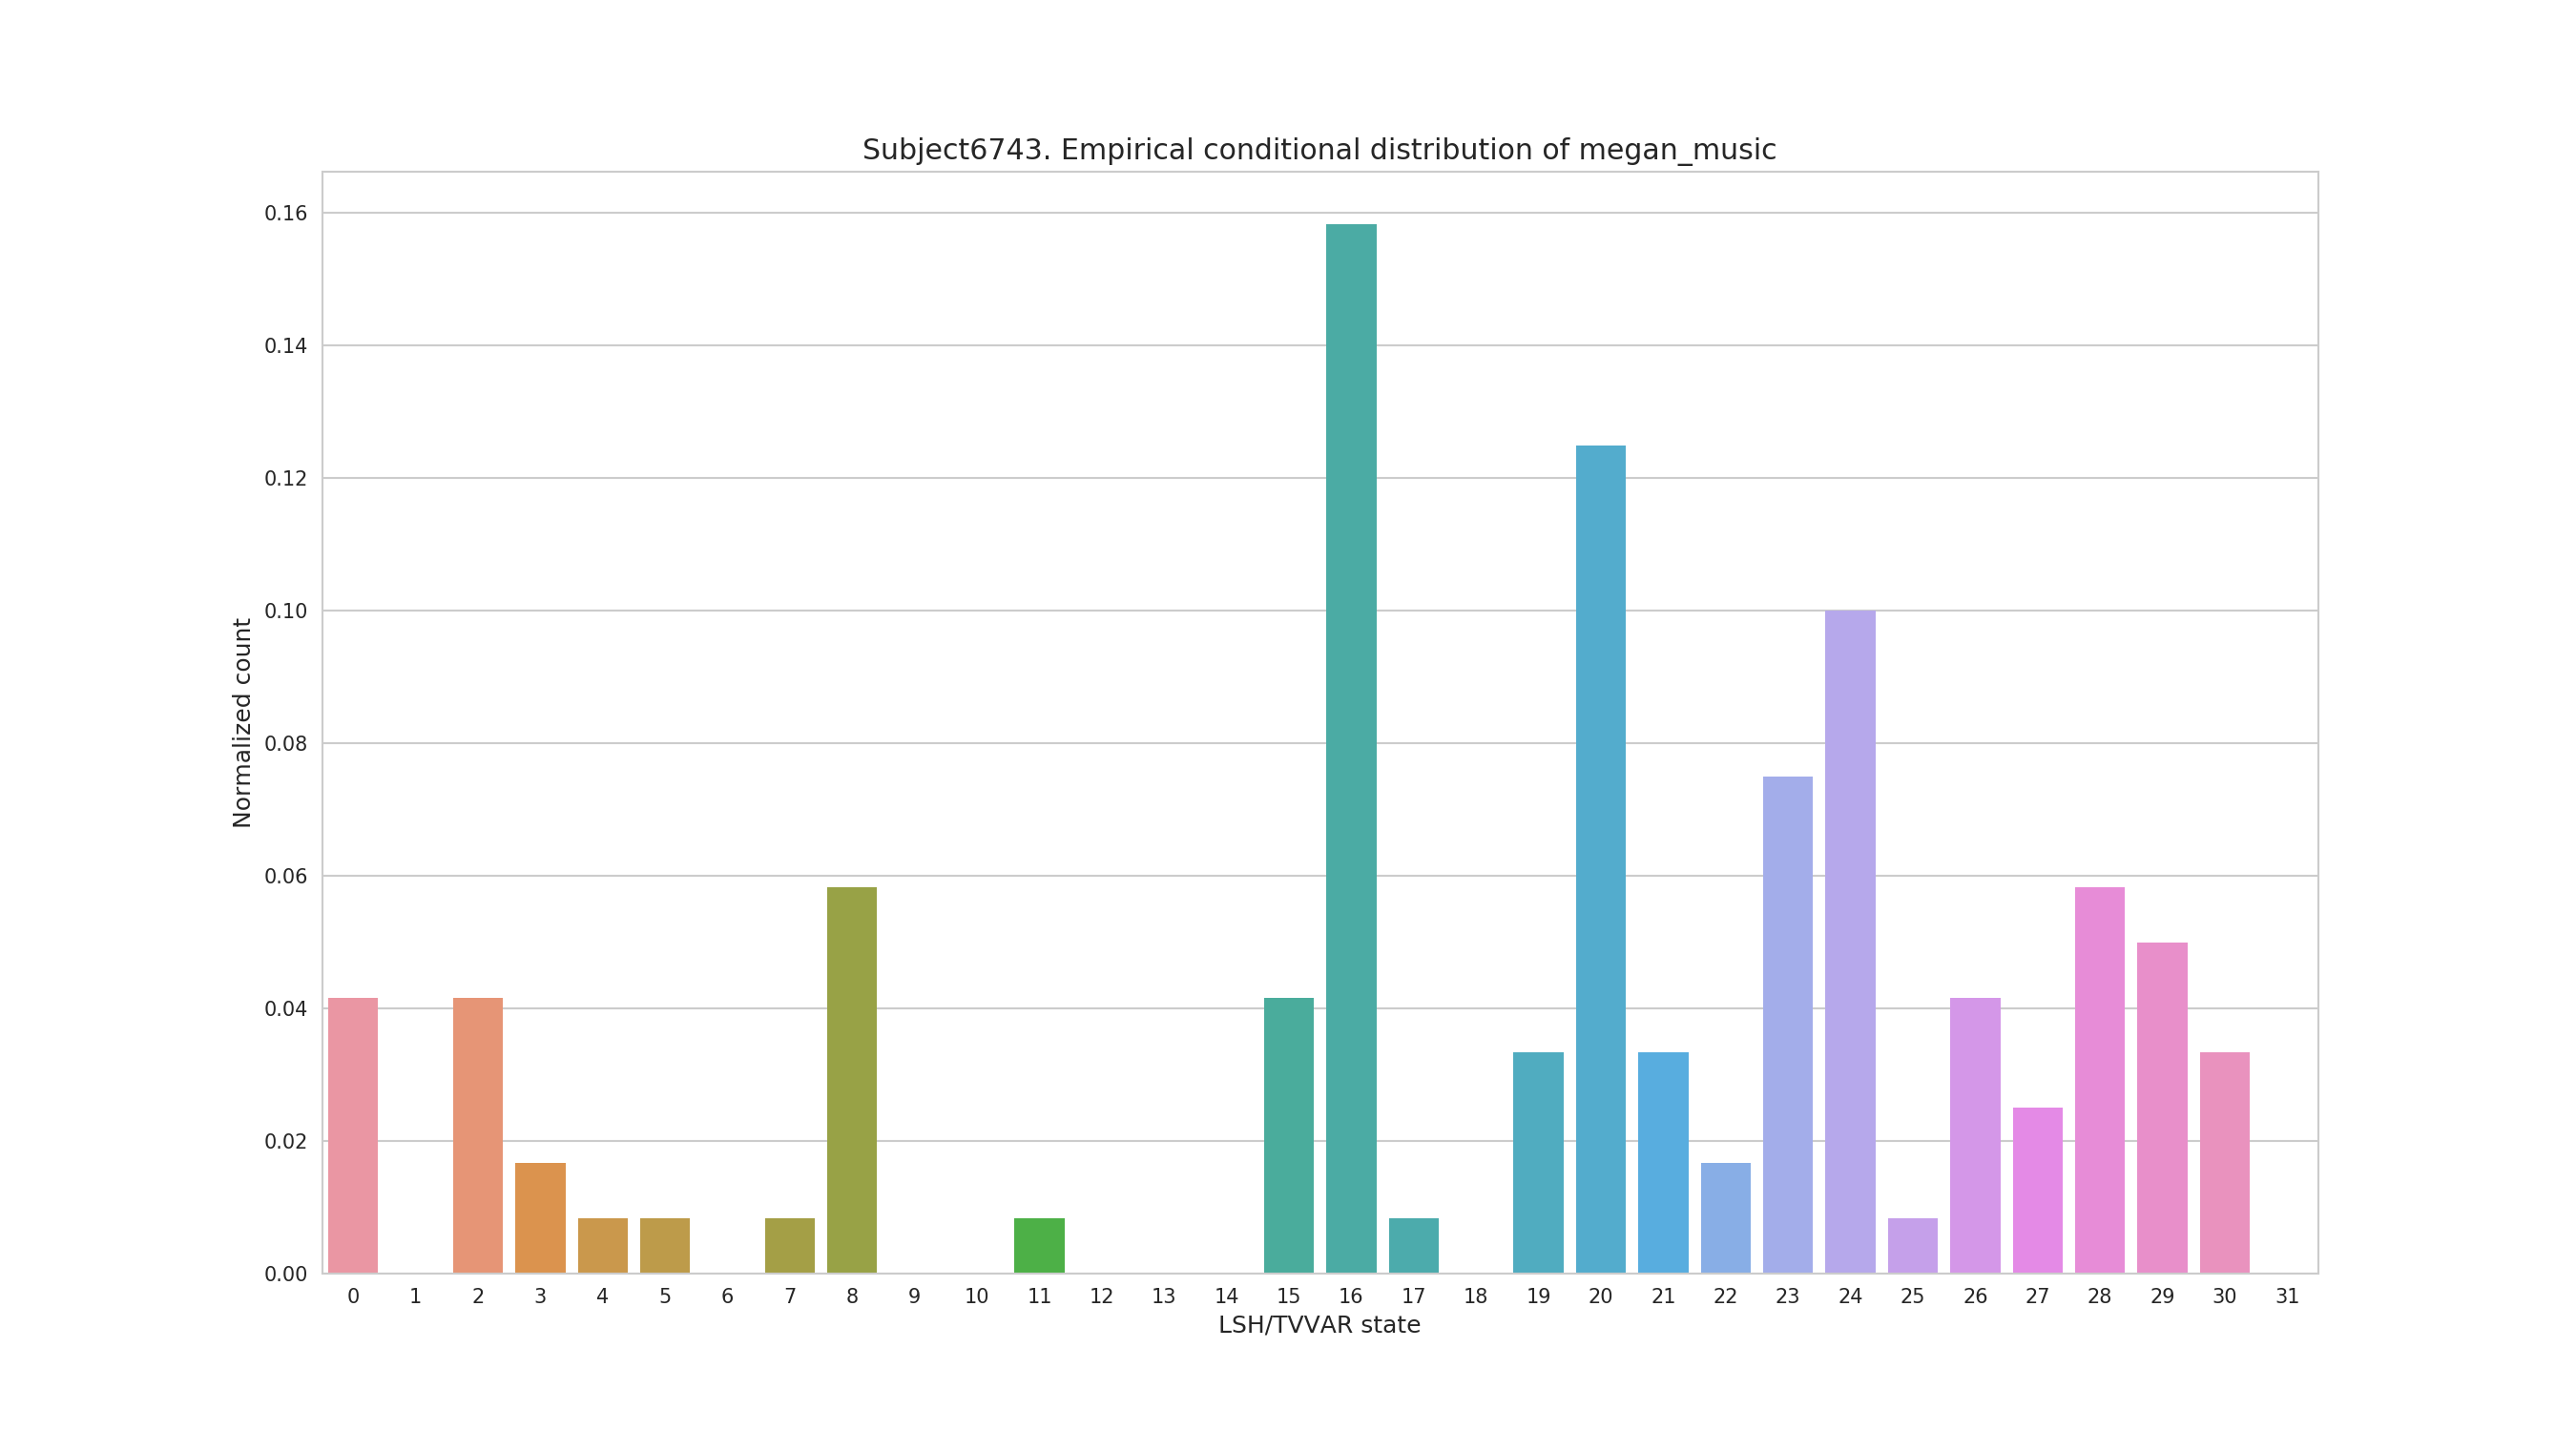 Subject6743. Empirical conditional distribution of megan_music
0.16
0.14
0.12
0.10
0.08
0.06
0.04
0.02
0.00
Normalized count
0 1 2 3 4 5 6 7 8 9 10 11 12 13 14 15 16 17 18 19 20 21 22 23 24 25 26 27 28 29 30 31
LSH/TVVAR state